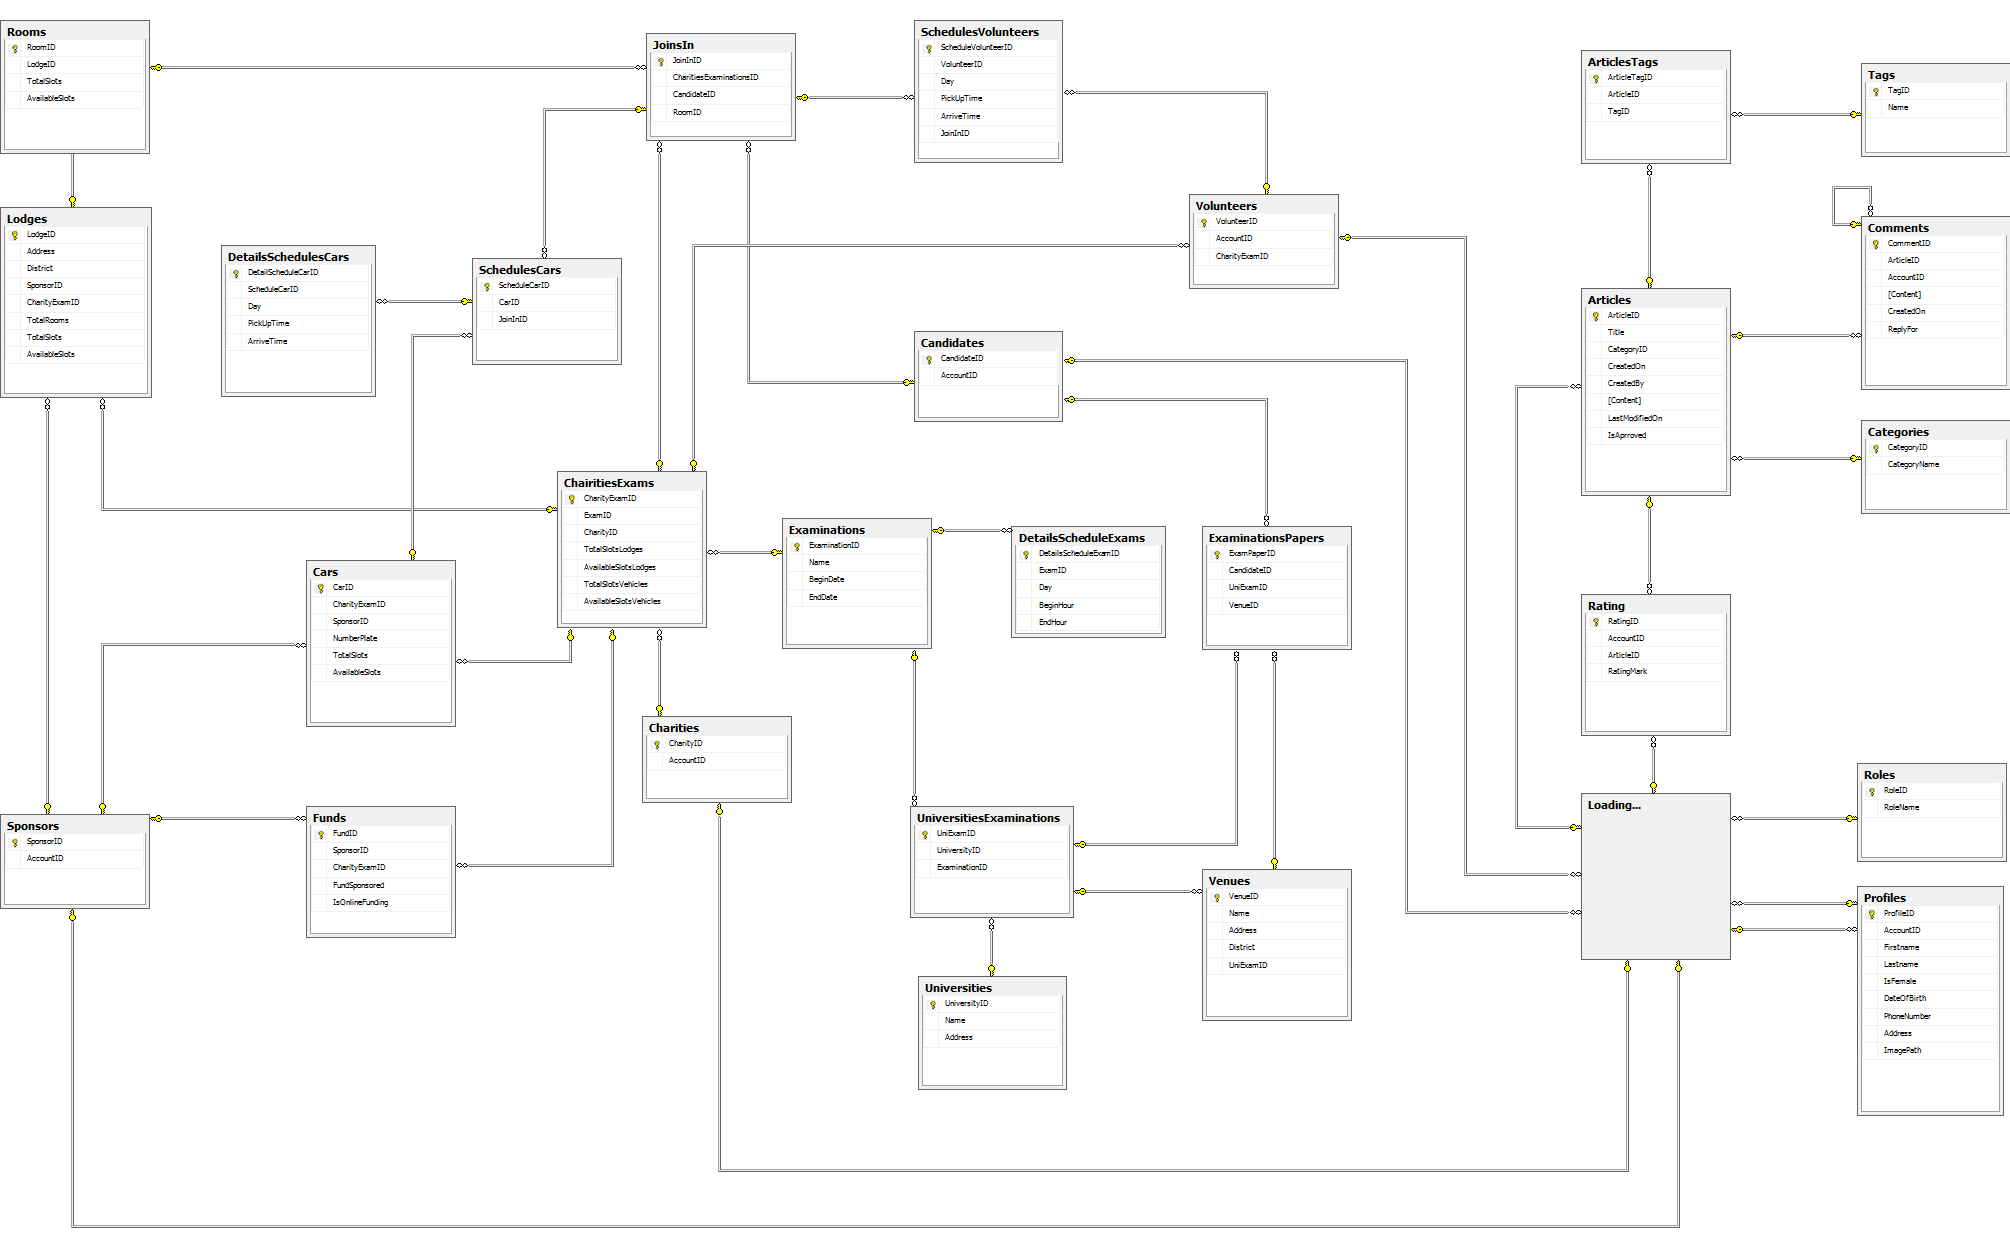 Rooms
RoomID
LodgeID
TotalSlots
AvailableSlots
JoinsIn
JoinInID
CharitiesExaminationsID
CandidateID
RoomID
SchedulesVolunteers
ScheduleVolunteerID
VolunteerID
Day
PickUpTime
ArriveTime
JoinInID
ArticlesTags
ArticleTagID
ArticleID
TagID
Tags
TagID
Name
Lodges
LodgeID
Address
District
SponsorID
CharityExamID
TotalRooms
TotalSlots
AvailableSlots
DetailsSchedulesCars
DetailScheduleCarID
ScheduleCarID
Day
PickUpTime
ArriveTime
SchedulesCars
ScheduleCarID
CarID
JoinInID
Volunteers
VolunteerID
AccountID
CharityExamID
Comments
CommentID
ArticleID
AccountID
[Content]
CreatedOn
ReplyFor
Candidates
CandidateID
AccountID
Articles
ArticleID
Title
CategoryID
CreatedOn
CreatedBy
[Content]
LastModifiedOn
IsAprroved
Categories
CategoryID
CategoryName
ChairitiesExams
CharityExamID
ExamID
CharityID
TotalSlotsLodges
AvailableSlotsLodges
TotalSlotsVehicles
AvailableSlotsVehicles
Examinations
ExaminationID
Name
BeginDate
EndDate
DetailsScheduleExams
DetailsScheduleExamID
ExamID
Day
BeginHour
EndHour
ExaminationsPapers
ExamPaperID
CandidateID
UniExamID
VenueID
Cars
CarID
CharityExamID
SponsorID
NumberPlate
TotalSlots
AvailableSlots
Rating
RatingID
AccountID
ArticleID
RatingMark
Charities
CharityID
AccountID
Sponsors
SponsorID
AccountID
Funds
FundID
SponsorID
CharityExamID
FundSponsored
IsOnlineFunding
UniversitiesExaminations
UniExamID
UniversityID
ExaminationID
Venues
VenueID
Name
Address
District
UniExamID
Loading...
Roles
RoleID
RoleName
Profiles
ProfileID
AccountID
Firstname
Lastname
IsFemale
DateOfBirth
PhoneNumber
Address
ImagePath
Universities
UniversityID
Name
Address